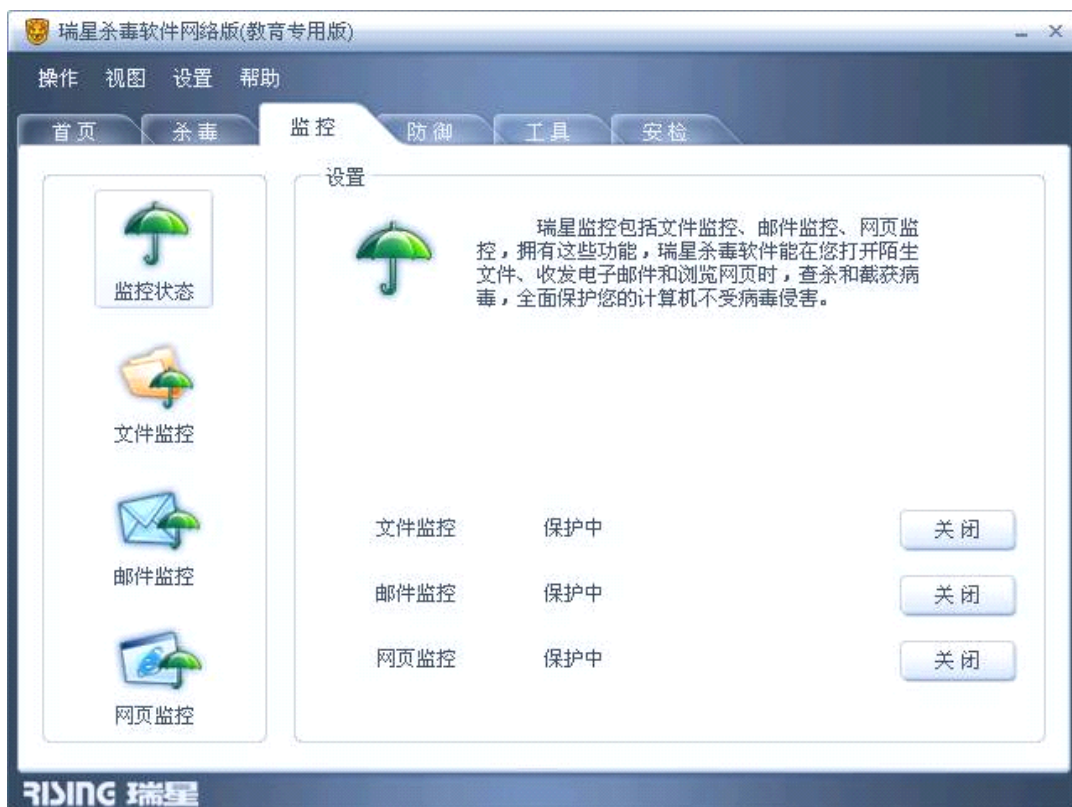 瑞星杀毒软件网络版(教育专用版)
操作 视图 设置 帮助
首页 杀毒 监控 防御 工具 安检
设置
监控状态
瑞星监控包括文件监控、邮件监控、网页监
控，拥有这些功能，瑞星杀毒软件能在您打开陌生
文件、收发电子邮件和浏览网页时，查杀和截获病
毒，全面保护您的计算机不受病毒侵害。
文件监控
邮件监控
网页监控
文件监控 保护中 关闭
邮件监控 保护中 关闭
网页监控 保护中 关闭
RISING 瑞星